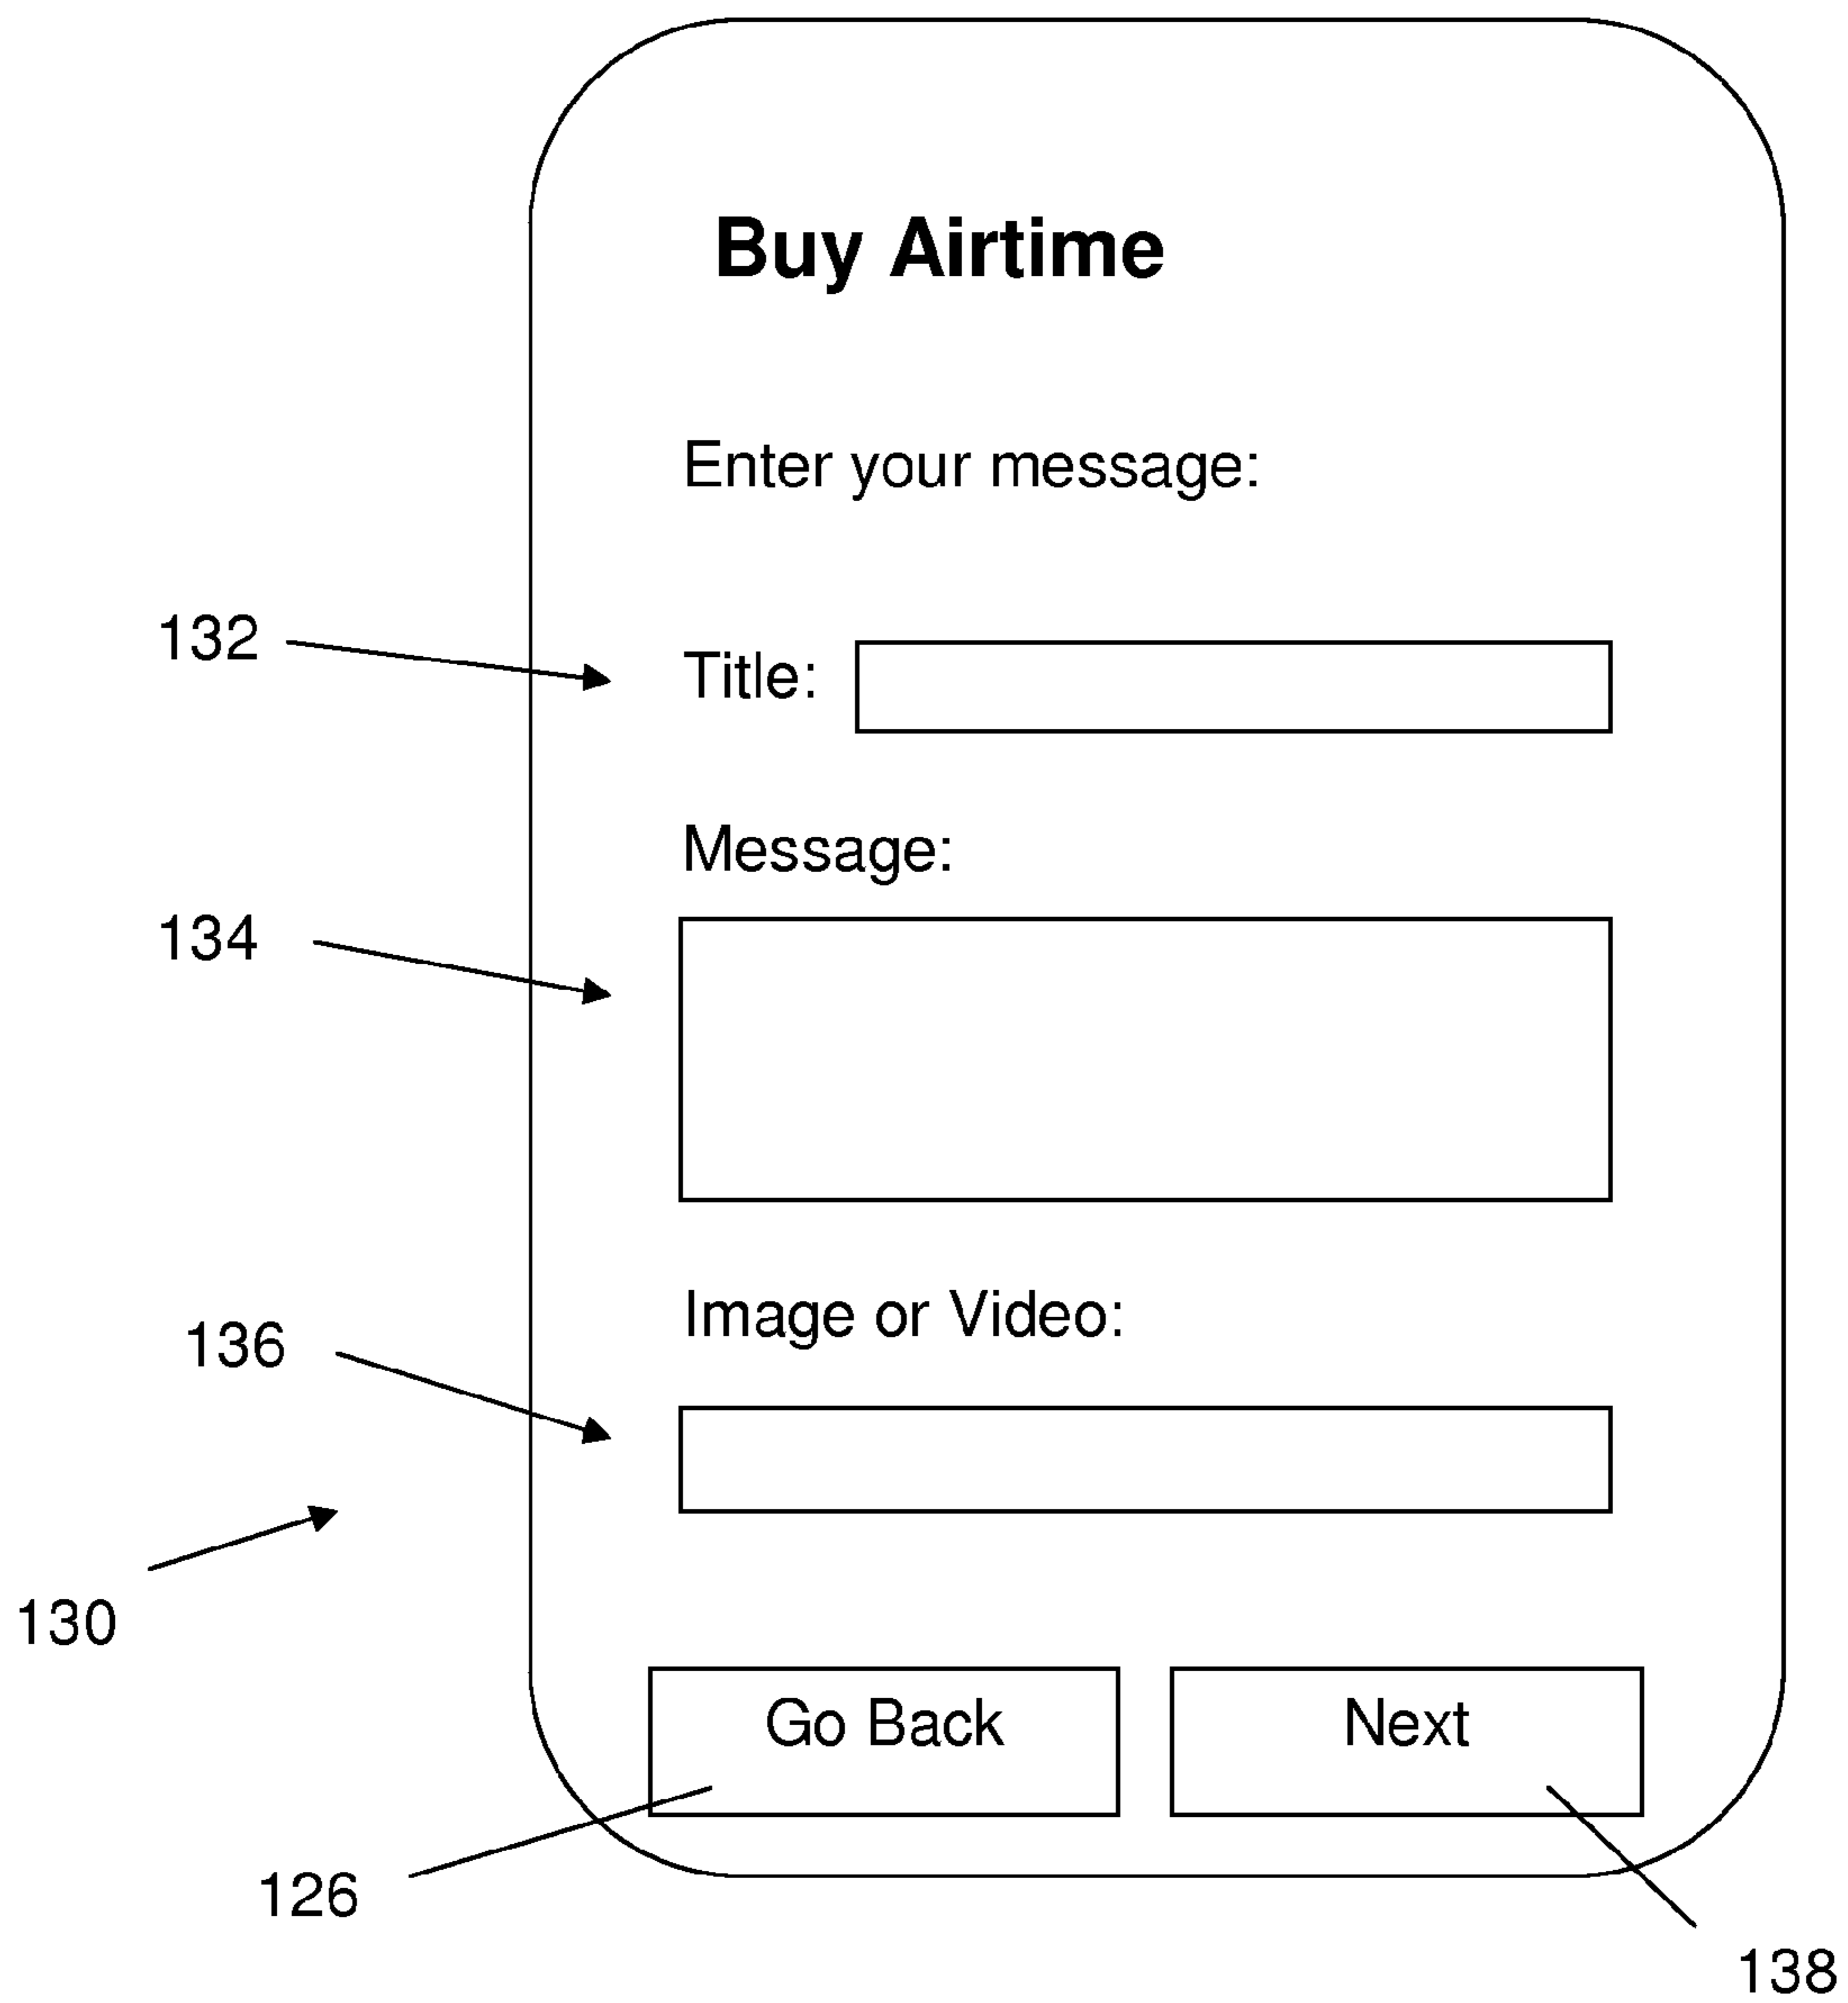 Buy Airtime
Enter your message:
132
Title:
Message:
134
Image or Video:
136
130
Go Back
Next
126
138